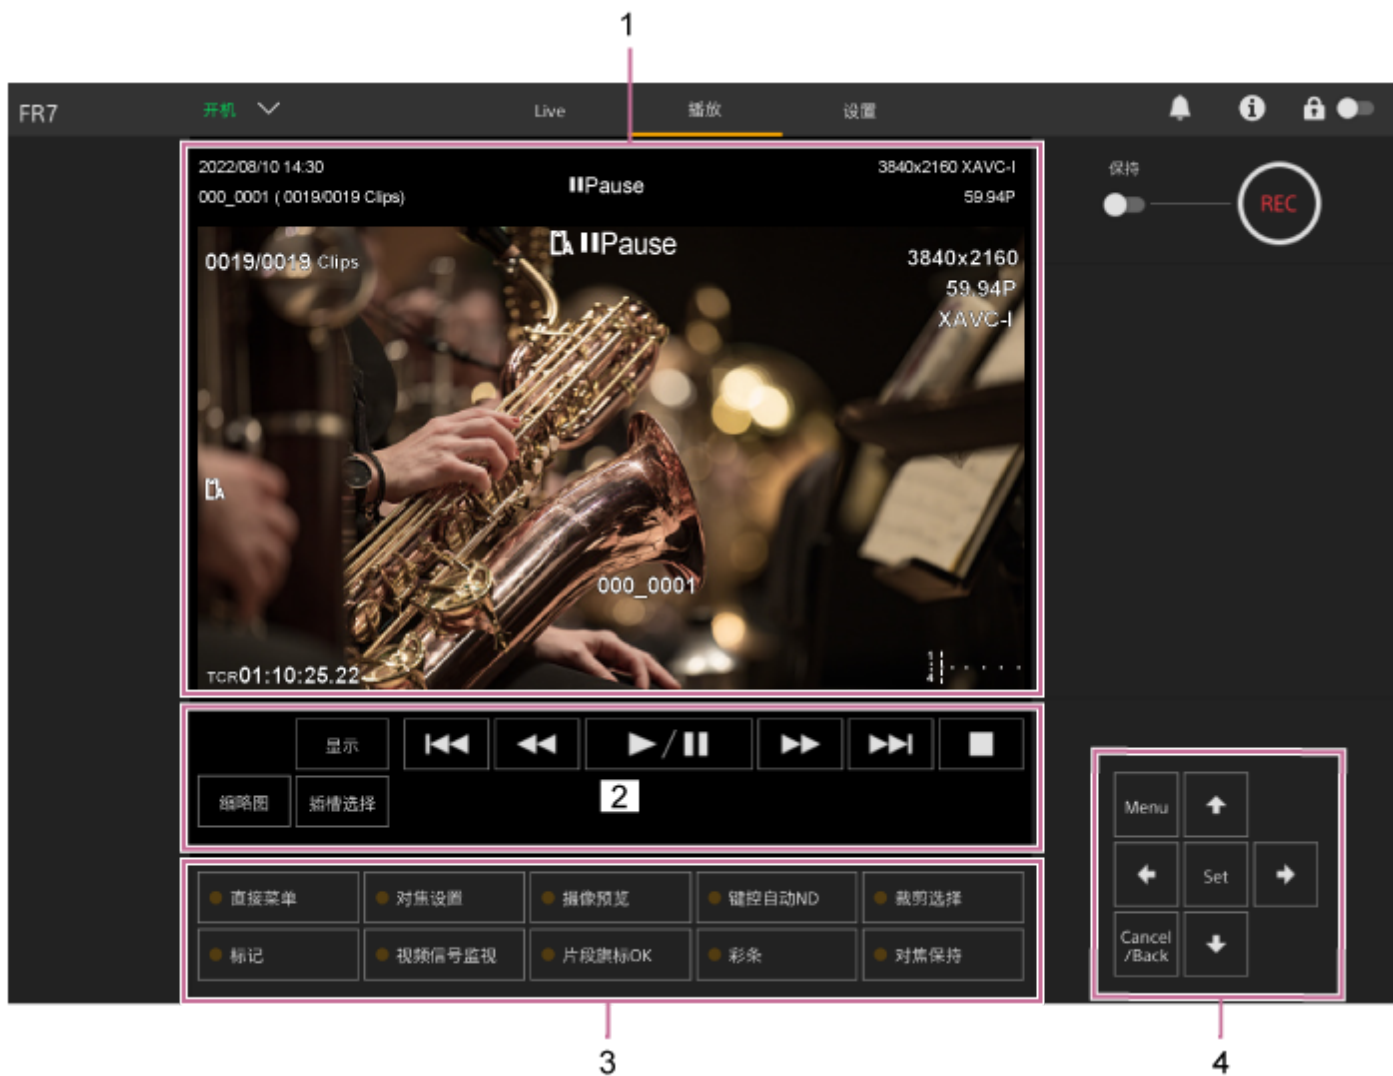 1
FR7
开机
Live
播放
设置
2022/08/10 14:30
IIPause
3840x2160 XAVC-I
000_0001 ( 0019/0019 Clips)
59.94P
保持
REC
IIPause
0019/0019 Clips
3840x2160
59.94P
XAVC-I
000_0001
TCR01:10:25.22
显示
缩略图
插槽选择
2
直接菜单
对焦设置
摄像预览
键控自动ND
裁剪选择
标记
视频信号监视
片段旗标OK
彩条
对焦保持
Menu
Set
Cancel
/Back
3
4